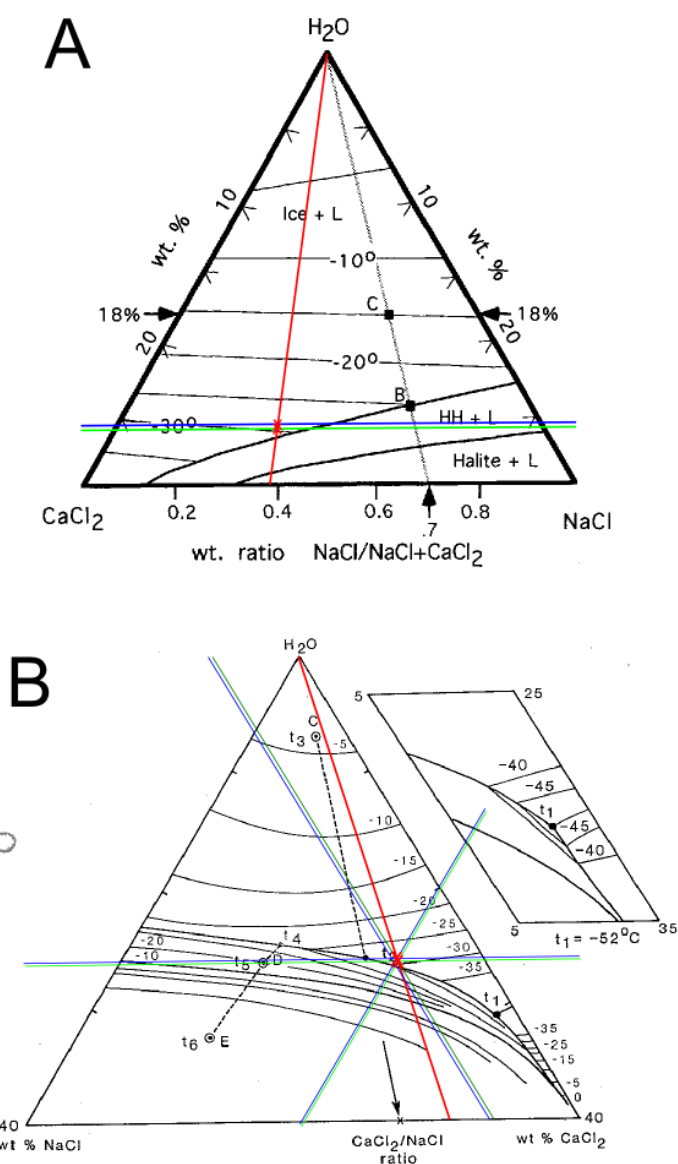 A
H2O
10
10
Ice + L
wt. %
wt. %
-10°
C
18%
18%
20
20
-20°
B
HH + L
-30°
Halite + L
CaCl2
0.2
0.4
0.6
.7
0.8
NaCl
wt. ratio NaCl/NaCl+CaCl2
B
H2O
C
t3
-5
5
25
-40
-45
t1
-45
-40
-10
-15
-20
-25
-30
-35
5
35
t1 = -52°C
t4
-20
-10
t5
D
t1
t6
E
-35
-25
-15
-5
0
40
40
wt % NaCl
CaCl2/NaCl
ratio
wt % CaCl2